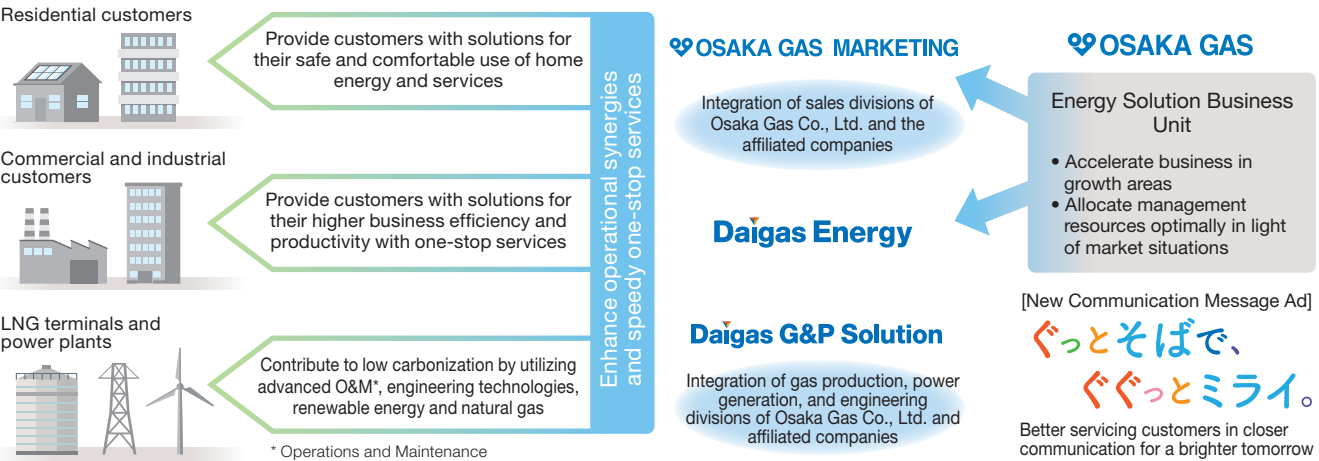 Residential customers
Provide customers with solutions for
their safe and comfortable use of home
energy and services
Commercial and industrial
customers
Provide customers with solutions for
their higher business efficiency and
productivity with one-stop services
LNG terminals and
power plants
Contribute to low carbonization by utilizing
advanced O&M*, engineering technologies,
renewable energy and natural gas
* Operations and Maintenance
Enhance operational synergies
and speedy one-stop services
OSAKA GAS MARKETING
Integration of sales divisions of
Osaka Gas Co., Ltd. and the
affiliated companies
Daigas Energy
Daigas G&P Solution
Integration of gas production, power
generation, and engineering
divisions of Osaka Gas Co., Ltd. and
affiliated companies
OSAKA GAS
Energy Solution Business
Unit
• Accelerate business in
growth areas
• Allocate management
resources optimally in light
of market situations
[New Communication Message Ad]
ぐっとそばで、
ぐぐっとミライ。
Better servicing customers in closer
communication for a brighter tomorrow